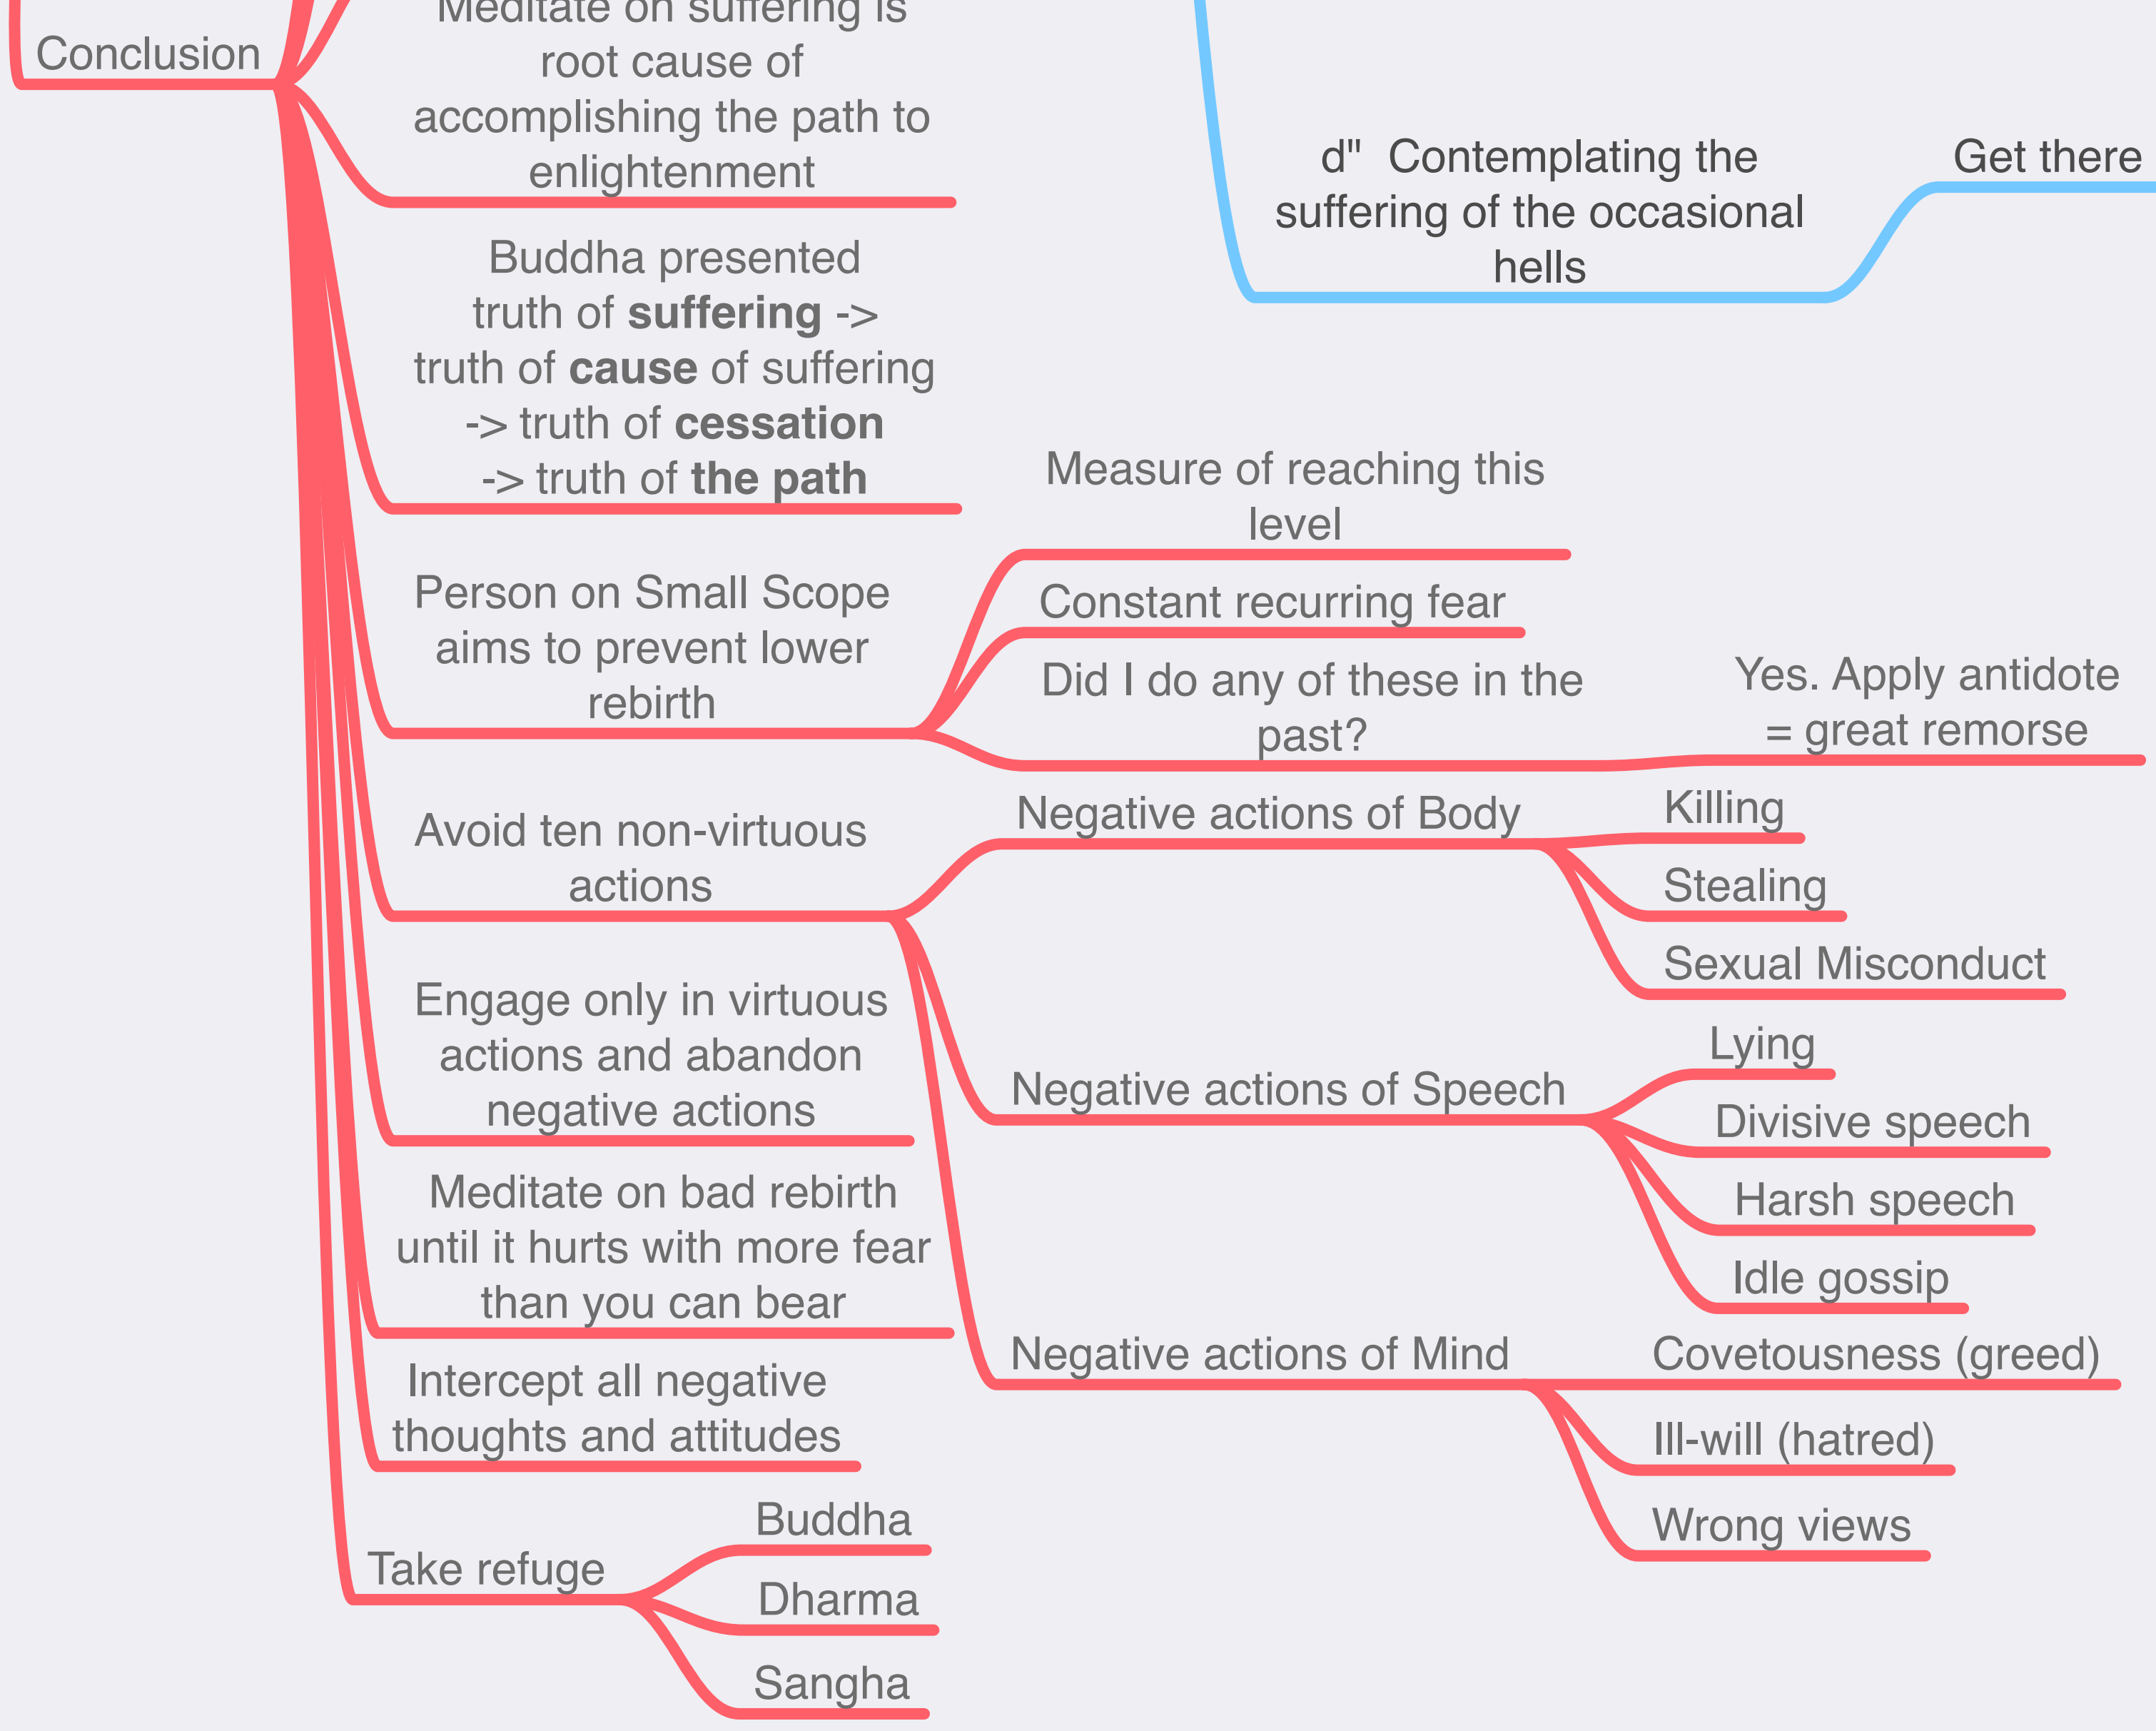 Conclusion
Meditate on suffering is
root cause of
accomplishing the path to
enlightenment
Buddha presented
truth of suffering ->
truth of cause of suffering
-> truth of cessation
-> truth of the path
Person on Small Scope
aims to prevent lower
rebirth
Measure of reaching this
level
Constant recurring fear
Did I do any of these in the
past?
Yes. Apply antidote
= great remorse
Avoid ten non-virtuous
actions
Negative actions of Body
Killing
Stealing
Sexual Misconduct
Negative actions of Speech
Lying
Divisive speech
Harsh speech
Idle gossip
Negative actions of Mind
Covetousness (greed)
Ill-will (hatred)
Wrong views
Engage only in virtuous
actions and abandon
negative actions
Meditate on bad rebirth
until it hurts with more fear
than you can bear
Intercept all negative
thoughts and attitudes
Take refuge
Buddha
Dharma
Sangha
d"  Contemplating the
suffering of the occasional
hells
Get there